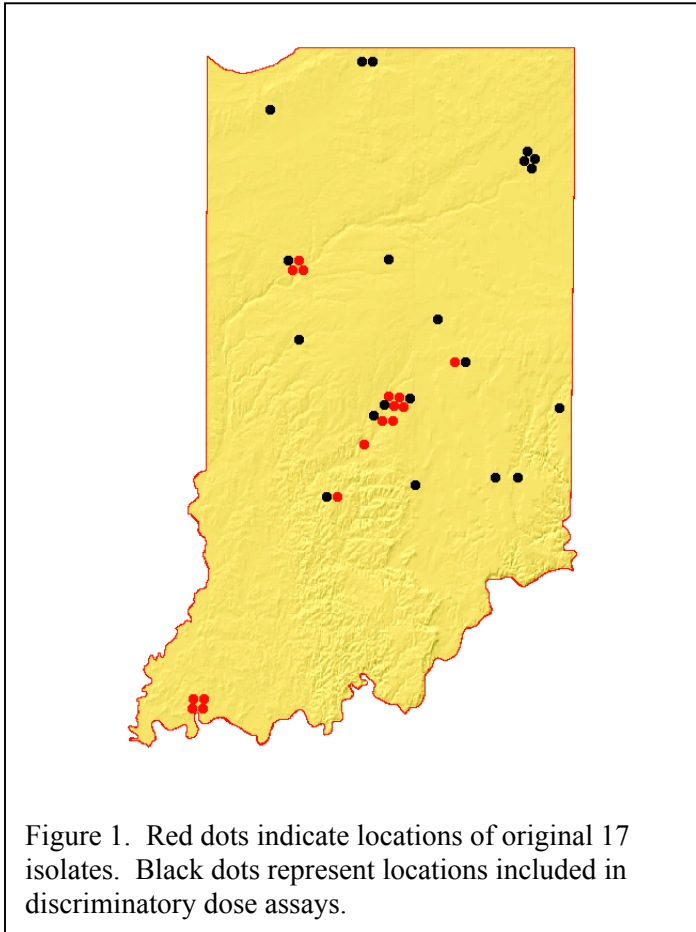 Figure 1.  Red dots indicate locations of original 17
isolates.  Black dots represent locations included in
discriminatory dose assays.